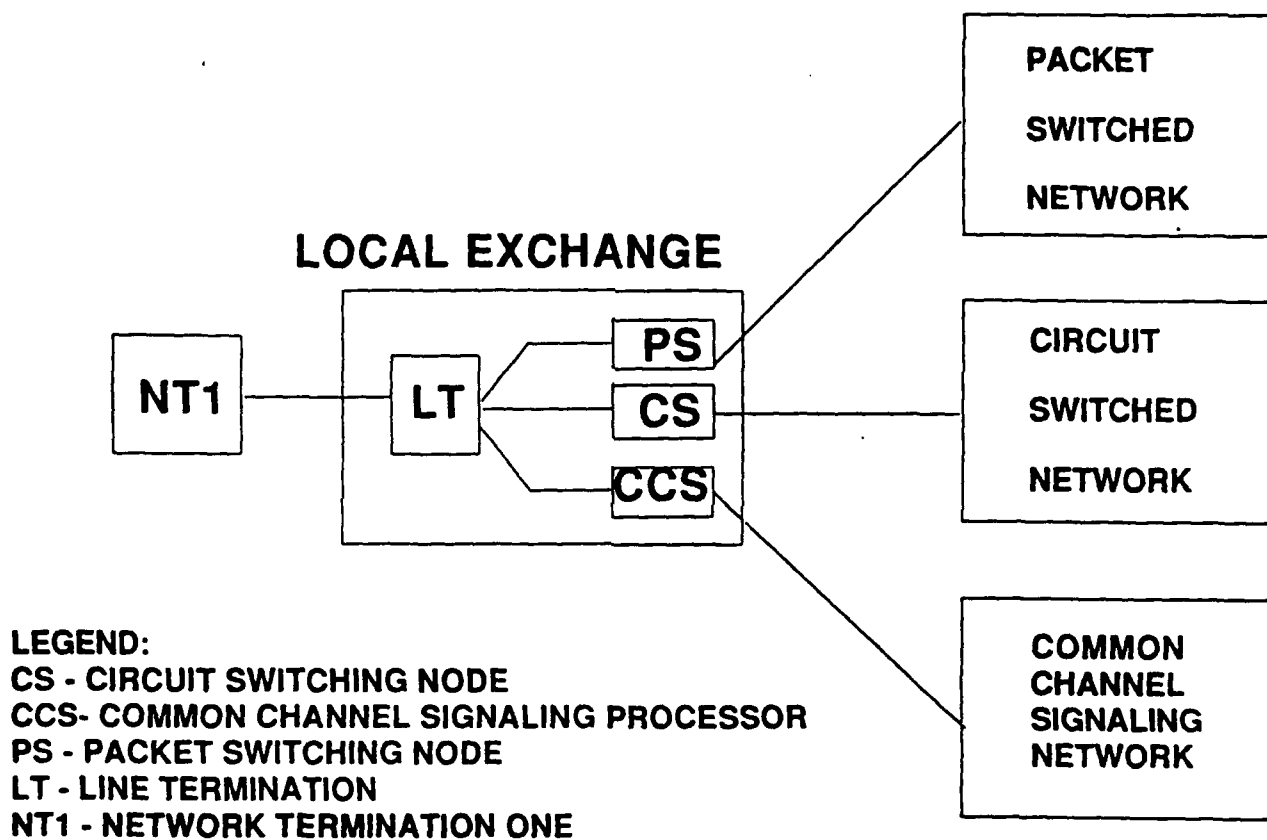 PACKET
SWITCHED
NETWORK
LOCAL EXCHANGE
NT1
LT
PS
CS
CCS
CIRCUIT
SWITCHED
NETWORK
COMMON
CHANNEL
SIGNALING
NETWORK
LEGEND:
CS - CIRCUIT SWITCHING NODE
CCS- COMMON CHANNEL SIGNALING PROCESSOR
PS - PACKET SWITCHING NODE
LT - LINE TERMINATION
NT1 - NETWORK TERMINATION ONE